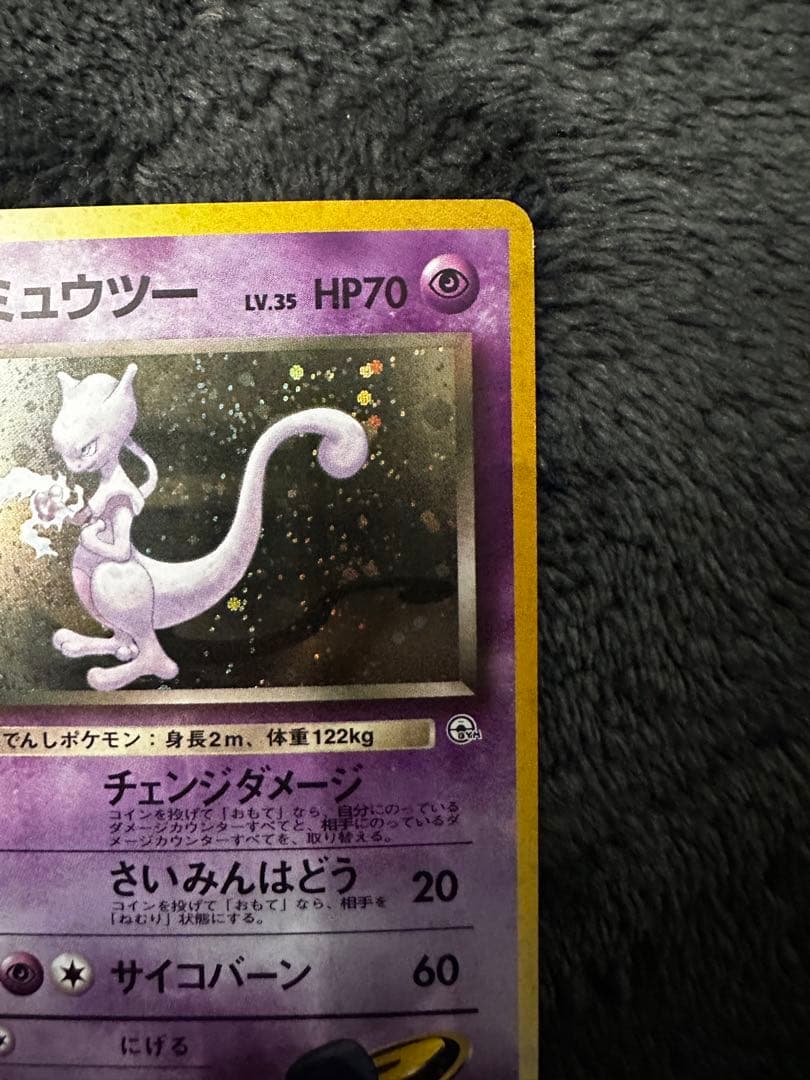 ミュウツー LV.35 HP70
でんしポケモン：身長2m、体重122kg
GYM
チェンジダメージ
コインを投げて「おもて」なら、自分にのっている
ダメージカウンターすべてと、相手にのっているダ
メージカウンターすべてを、取り替える。
さいみんはどう 20
コインを投げて「おもて」なら、相手を
「ねむり」状態にする。
サイコバーン 60
にげる